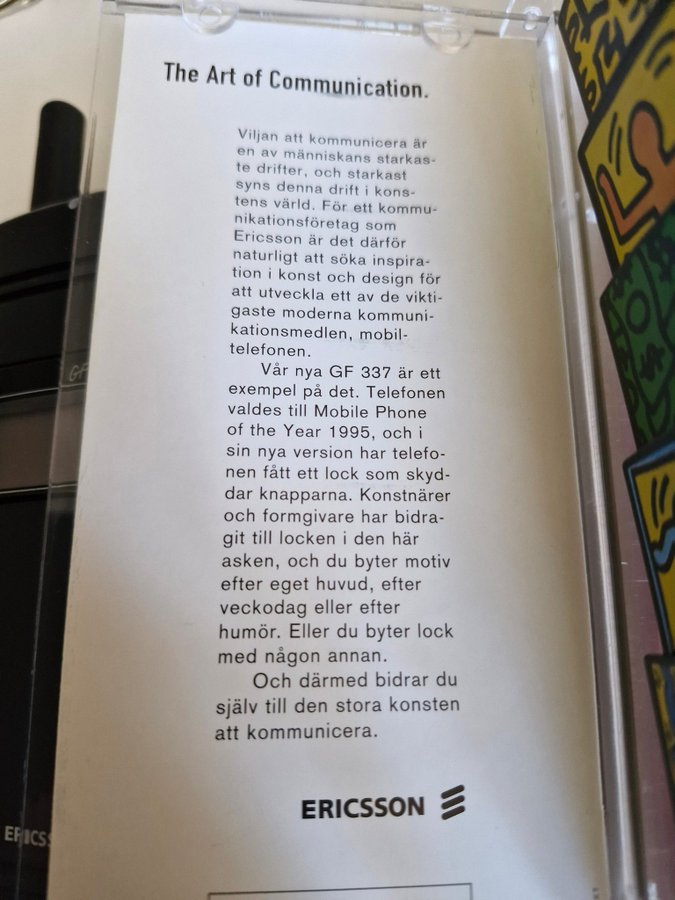 The Art of Communication.
Viljan att kommunicera är
en av människans starkas-
te drifter, och starkast
syns denna drift i kons-
tens värld. För ett kommu-
nikationsföretag som
Ericsson är det därför
naturligt att söka inspira-
tion i konst och design för
att utveckla ett av de vikti-
gaste moderna kommuni-
kationsmedlen, mobil-
telefonen.
Vår nya GF 337 är ett
exempel på det. Telefonen
valdes till Mobile Phone
of the Year 1995, och i
sin nya version har telefo-
nen fått ett lock som skyd-
dar knapparna. Konstnärer
och formgivare har bidra-
git till locken i den här
asken, och du byter motiv
efter eget huvud, efter
veckodag eller efter
humör. Eller du byter lock
med någon annan.
Och därmed bidrar du
själv till den stora konsten
att kommunicera.
ERICSSON
GF
ERICSS